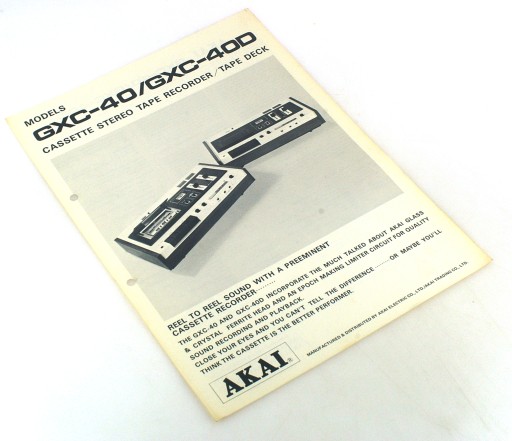 MODELS
GXC-40/GXC-40D
CASSETTE STEREO TAPE RECORDER/TAPE DECK
REEL TO REEL SOUND WITH A PREEMINENT
CASSETTE RECORDER..........
THE GXC-40 AND GXC-40D INCORPORATE THE MUCH TALKED ABOUT AKAI GLASS
& CRYSTAL FERRITE HEAD AND AN EPOCH MAKING LIMITER CIRCUIT FOR QUALITY
SOUND RECORDING AND PLAYBACK.
CLOSE YOUR EYES AND YOU CAN'T TELL THE DIFFERENCE........OR MAYBE YOU'LL
THINK THE CASSETTE IS THE BETTER PERFORMER.
AKAI®
MANUFACTURED & DISTRIBUTED BY AKAI ELECTRIC CO., LTD./AKAI TRADING CO., LTD.